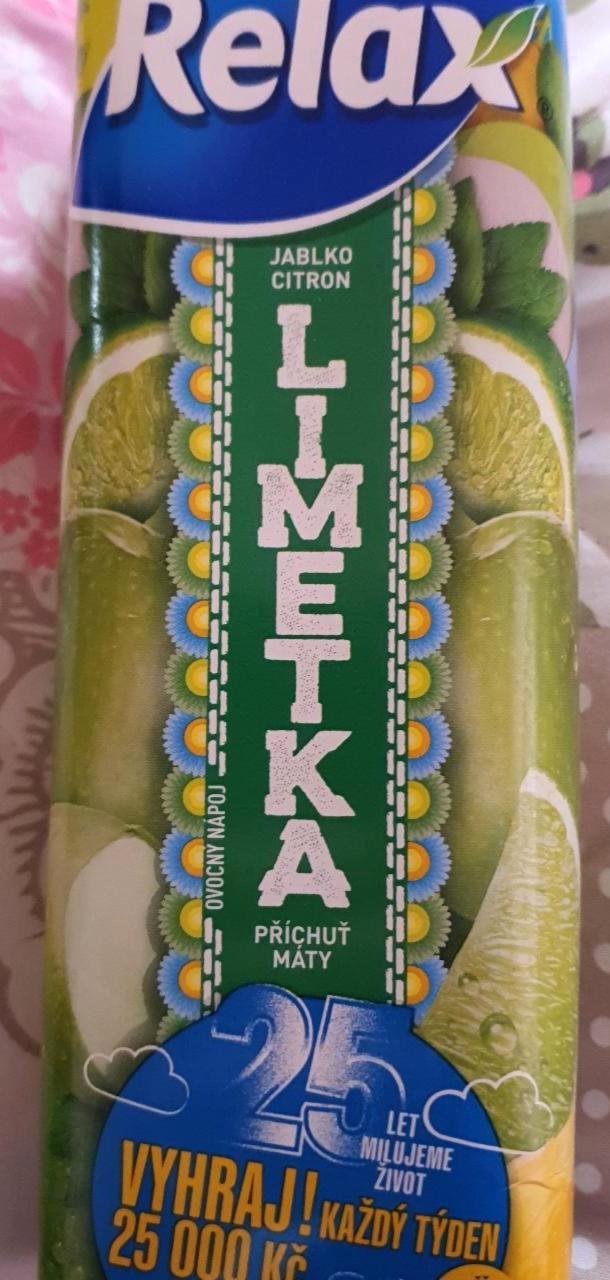 Relax
JABLKO
CITRON
LIMETKA
OVOCNÝ NÁPOJ
PŘÍCHUŤ
MÁTY
25
LET
MILUJEME
ŽIVOT
VYHRAJ! KAŽDÝ TÝDEN
25 000 Kč